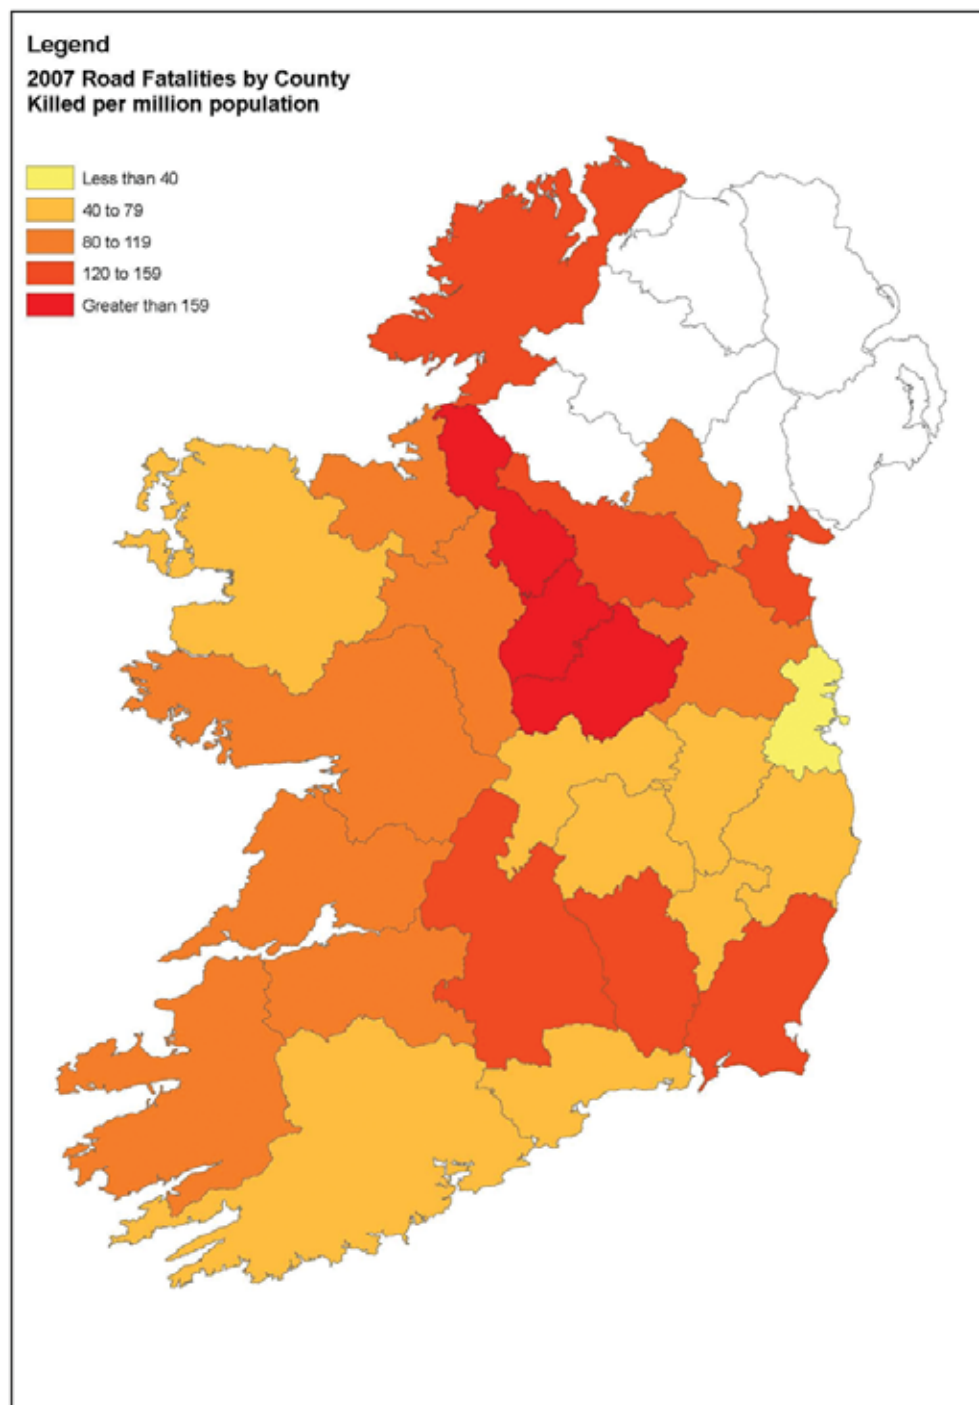 Legend
2007 Road Fatalities by County
Killed per million population
Less than 40
40 to 79
80 to 119
120 to 159
Greater than 159